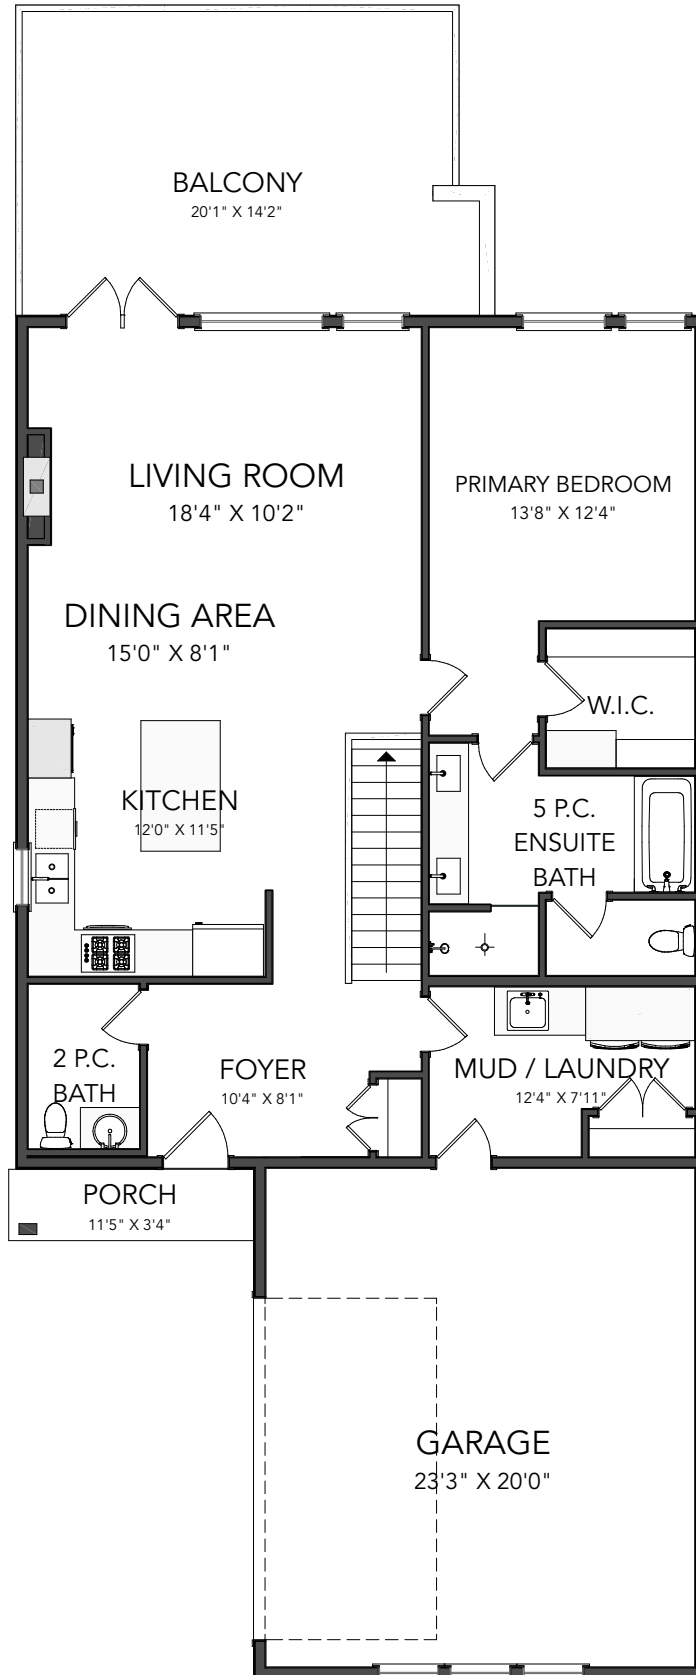 BALCONY
20'1" X 14'2"
LIVING ROOM
18'4" X 10'2"
PRIMARY BEDROOM
13'8" X 12'4"
DINING AREA
15'0" X 8'1"
W.I.C.
KITCHEN
12'0" X 11'5"
5 P.C.
ENSUITE
BATH
2 P.C.
BATH
FOYER
10'4" X 8'1"
MUD / LAUNDRY
12'4" X 7'11"
PORCH
11'5" X 3'4"
GARAGE
23'3" X 20'0"